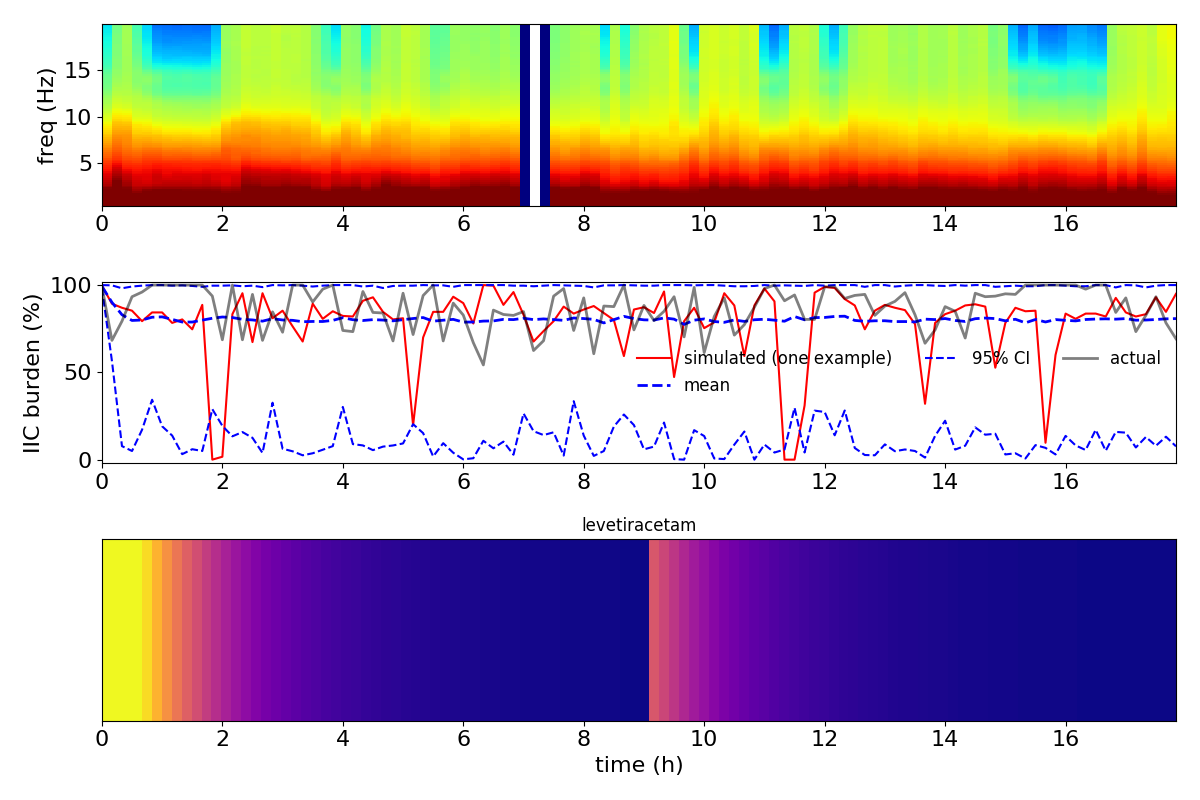 freq (Hz)
15
10
5
0 2 4 6 8 10 12 14 16
IIC burden (%)
100
50
0
simulated (one example) 95% CI actual
mean
0 2 4 6 8 10 12 14 16
levetiracetam
0 2 4 6 8 10 12 14 16
time (h)